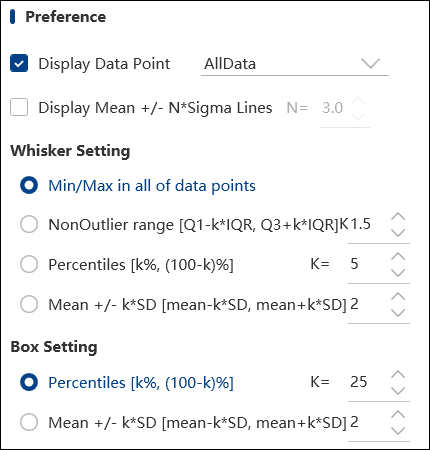 Preference
Display Data Point AllData
Display Mean +/- N*Sigma Lines N= 3.0
Whisker Setting
Min/Max in all of data points
NonOutlier range [Q1-k*IQR, Q3+k*IQR]K1.5
Percentiles [k%, (100-k)%] K= 5
Mean +/- k*SD [mean-k*SD, mean+k*SD] 2
Box Setting
Percentiles [k%, (100-k)%] K= 25
Mean +/- k*SD [mean-k*SD, mean+k*SD] 2